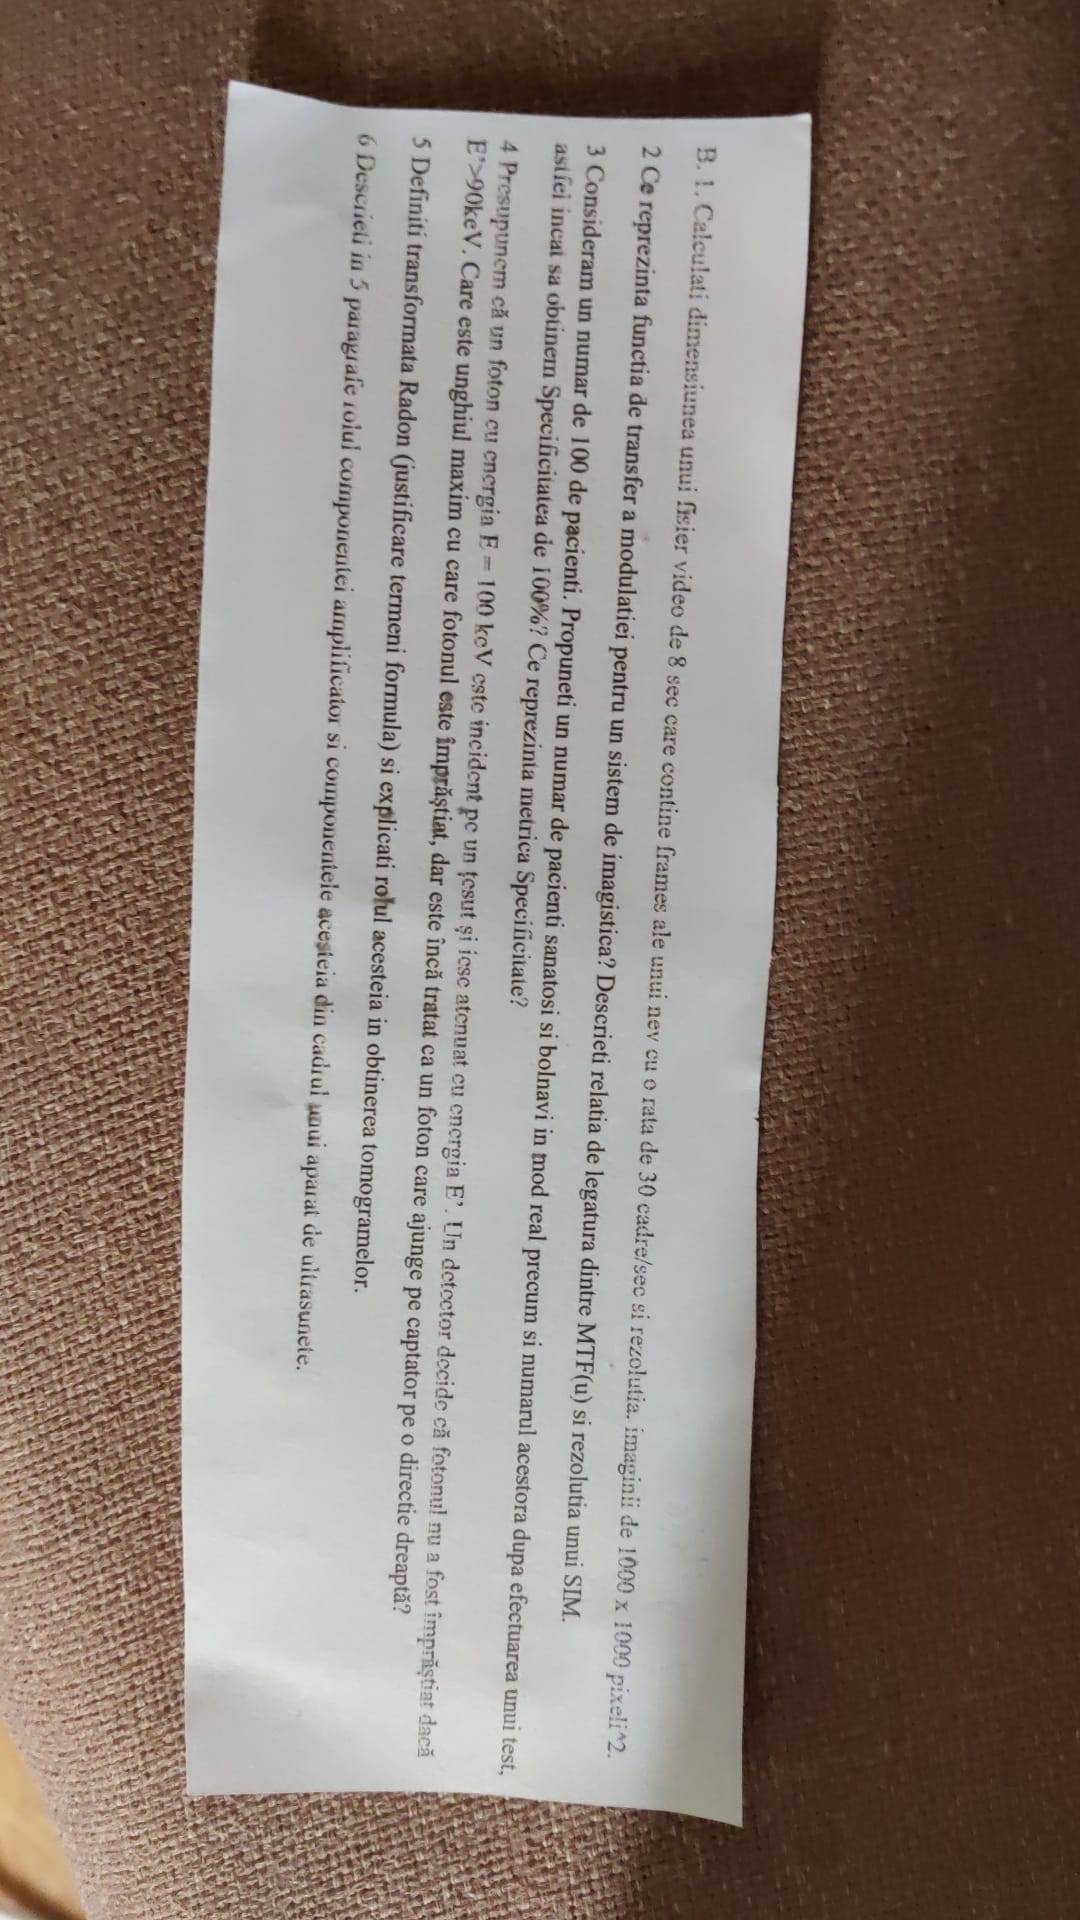 B. 1. Calculati dimensiunea unui fisier video de 8 sec care contine frames ale unui nev cu o rata de 30 cadre/sec si rezolutia. imaginii de 1000 x 1000 pixeli^2.
2 Ce reprezinta functia de transfer a modulatiei pentru un sistem de imagistica? Descrieti relatia de legatura dintre MTF(u) si rezolutia unui SIM.
3 Consideram un numar de 100 de pacienti. Propuneti un numar de pacienti sanatosi si bolnavi in mod real precum si numarul acestora dupa efectuarea unui test,
astfel incat sa obtinem Specificitatea de 100%? Ce reprezinta metrica Specificitate?
4 Presupunem că un foton cu energia E = 100 keV este incident pe un țesut și iese atenuat cu energia E’. Un detector decide că fotonul nu a fost împrăștiat dacă
E’>90keV. Care este unghiul maxim cu care fotonul este împrăștiat, dar este încă tratat ca un foton care ajunge pe captator pe o directie dreaptă?
5 Definiti transformata Radon (justificare termeni formula) si explicati rolul acesteia in obtinerea tomogramelor.
6 Descrieti in 5 paragrafe rolul componentei amplificator si componentele acesteia din cadrul unui aparat de ultrasunete.